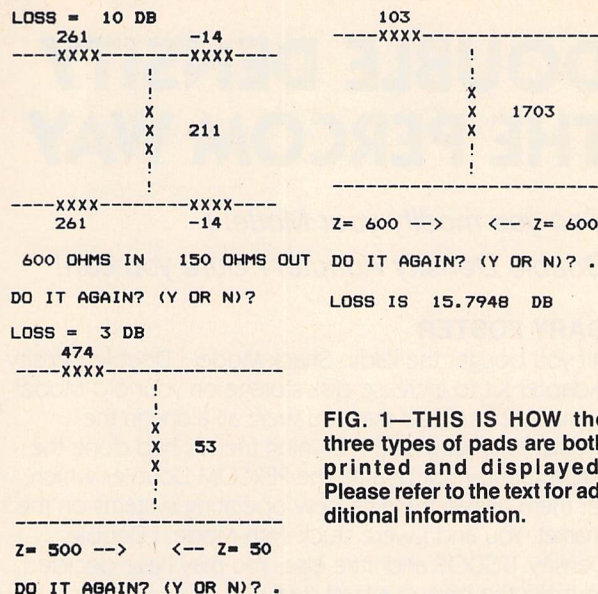 LOSS = 10 DB
261 -14
----XXXX---------XXXX----
!
!
X
X 211
X
!
!
----XXXX---------XXXX----
261 -14
600 OHMS IN 150 OHMS OUT
DO IT AGAIN? (Y OR N)?
LOSS = 3 DB
474
----XXXX-----------------
!
!
X
X 53
X
!
!
-------------------------
Z= 500 --> <-- Z= 50
DO IT AGAIN? (Y OR N)? .
103
----XXXX-----------------
!
!
X
X 1703
X
!
!
-------------------------
Z= 600 --> <-- Z= 600
DO IT AGAIN? (Y OR N)? .
LOSS IS 15.7948 DB
FIG. 1—THIS IS HOW the
three types of pads are both
printed and displayed
Please refer to the text for ad
ditional information.